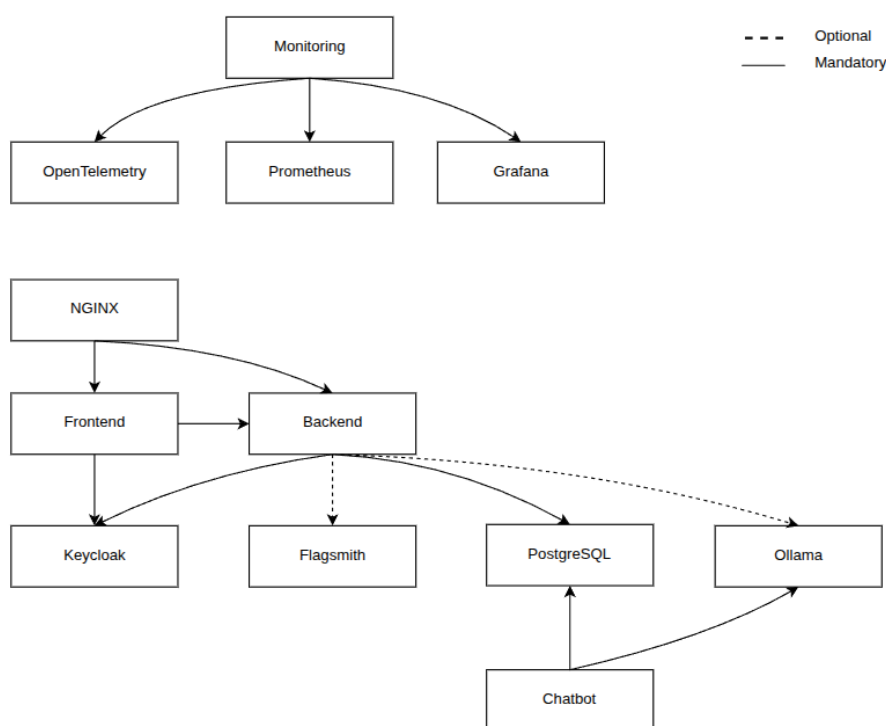 Monitoring
Optional
Mandatory
OpenTelemetry
Prometheus
Grafana
NGINX
Frontend
Backend
Keycloak
Flagsmith
PostgreSQL
Ollama
Chatbot